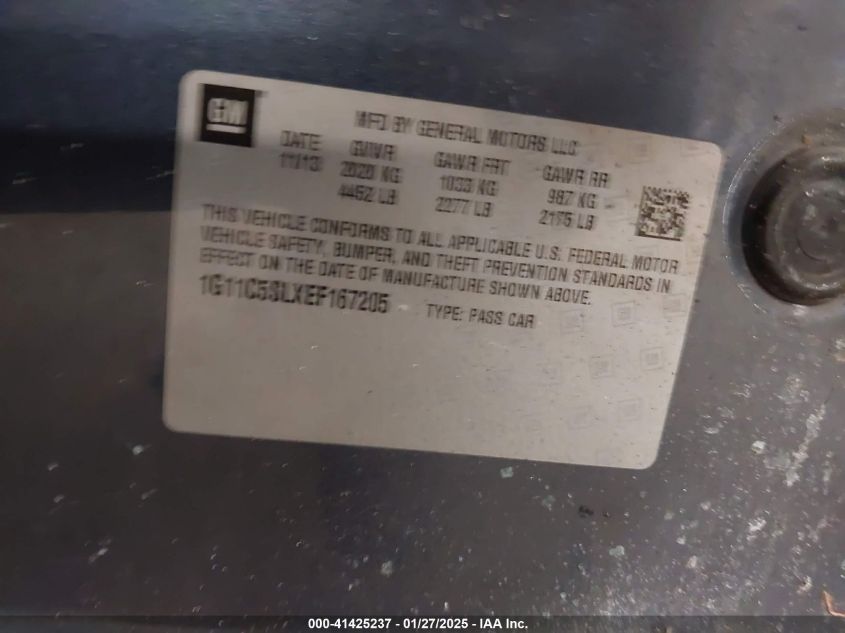 GM
MFD BY GENERAL MOTORS LLC
DATE GVWR GAWR FRT GAWR RR
11/13 2020 KG 1033 KG 987 KG
4452 LB 2277 LB 2175 LB
THIS VEHICLE CONFORMS TO ALL APPLICABLE U.S. FEDERAL MOTOR
VEHICLE SAFETY, BUMPER, AND THEFT PREVENTION STANDARDS IN
EFFECT ON THE DATE OF MANUFACTURE SHOWN ABOVE.
1G11C5SLXEF167205 TYPE: PASS CAR
000-41425237 - 01/27/2025 - IAA Inc.